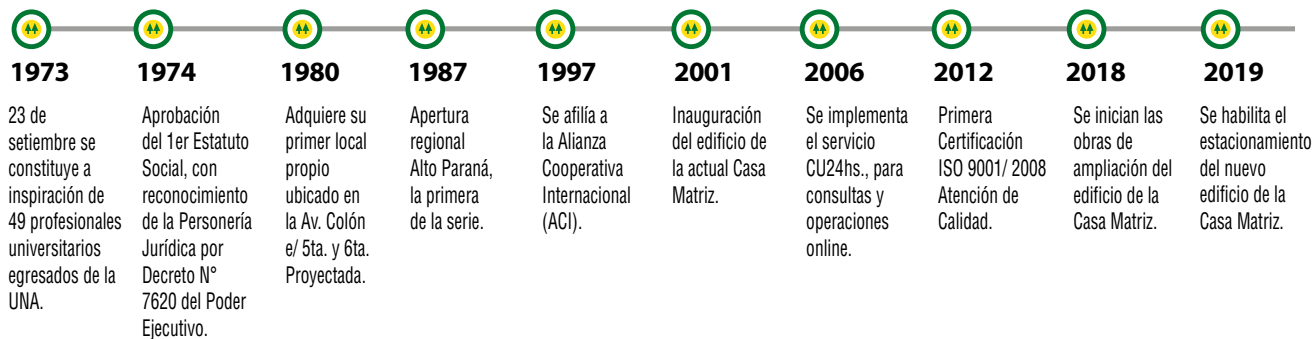 1973
23 de
setiembre se
constituye a
inspiración de
49 profesionales
universitarios
egresados de la
UNA.
1974
Aprobación
del 1er Estatuto
Social, con
reconocimiento
de la Personería
Jurídica por
Decreto N°
7620 del Poder
Ejecutivo.
1980
Adquiere su
primer local
propio
ubicado en
la Av. Colón
e/ 5ta. y 6ta.
Proyectada.
1987
Apertura
regional
Alto Paraná,
la primera
de la serie.
1997
Se afilía a
la Alianza
Cooperativa
Internacional
(ACI).
2001
Inauguración
del edificio de
la actual Casa
Matriz.
2006
Se implementa
el servicio
CU24hs., para
consultas y
operaciones
online.
2012
Primera
Certificación
ISO 9001/ 2008
Atención de
Calidad.
2018
Se inician las
obras de
ampliación del
edificio de la
Casa Matriz.
2019
Se habilita el
estacionamiento
del nuevo
edificio de la
Casa Matriz.